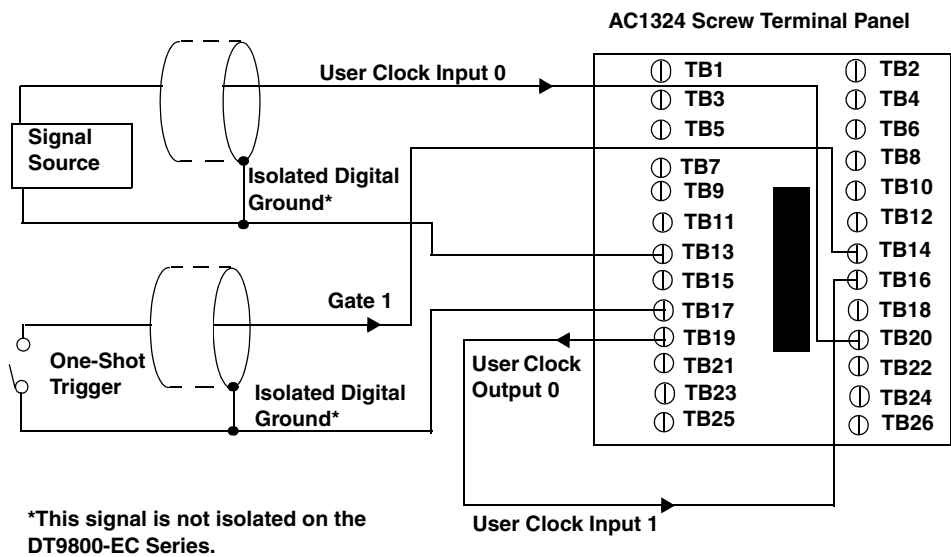 AC1324 Screw Terminal Panel
User Clock Input 0
Signal
Source
Isolated Digital
Ground*
Gate 1
One-Shot
Trigger
Isolated Digital
Ground*
User Clock
Output 0
User Clock Input 1
TB1
TB2
TB3
TB4
TB5
TB6
TB7
TB8
TB9
TB10
TB11
TB12
TB13
TB14
TB15
TB16
TB17
TB18
TB19
TB20
TB21
TB22
TB23
TB24
TB25
TB26
*This signal is not isolated on the
DT9800-EC Series.